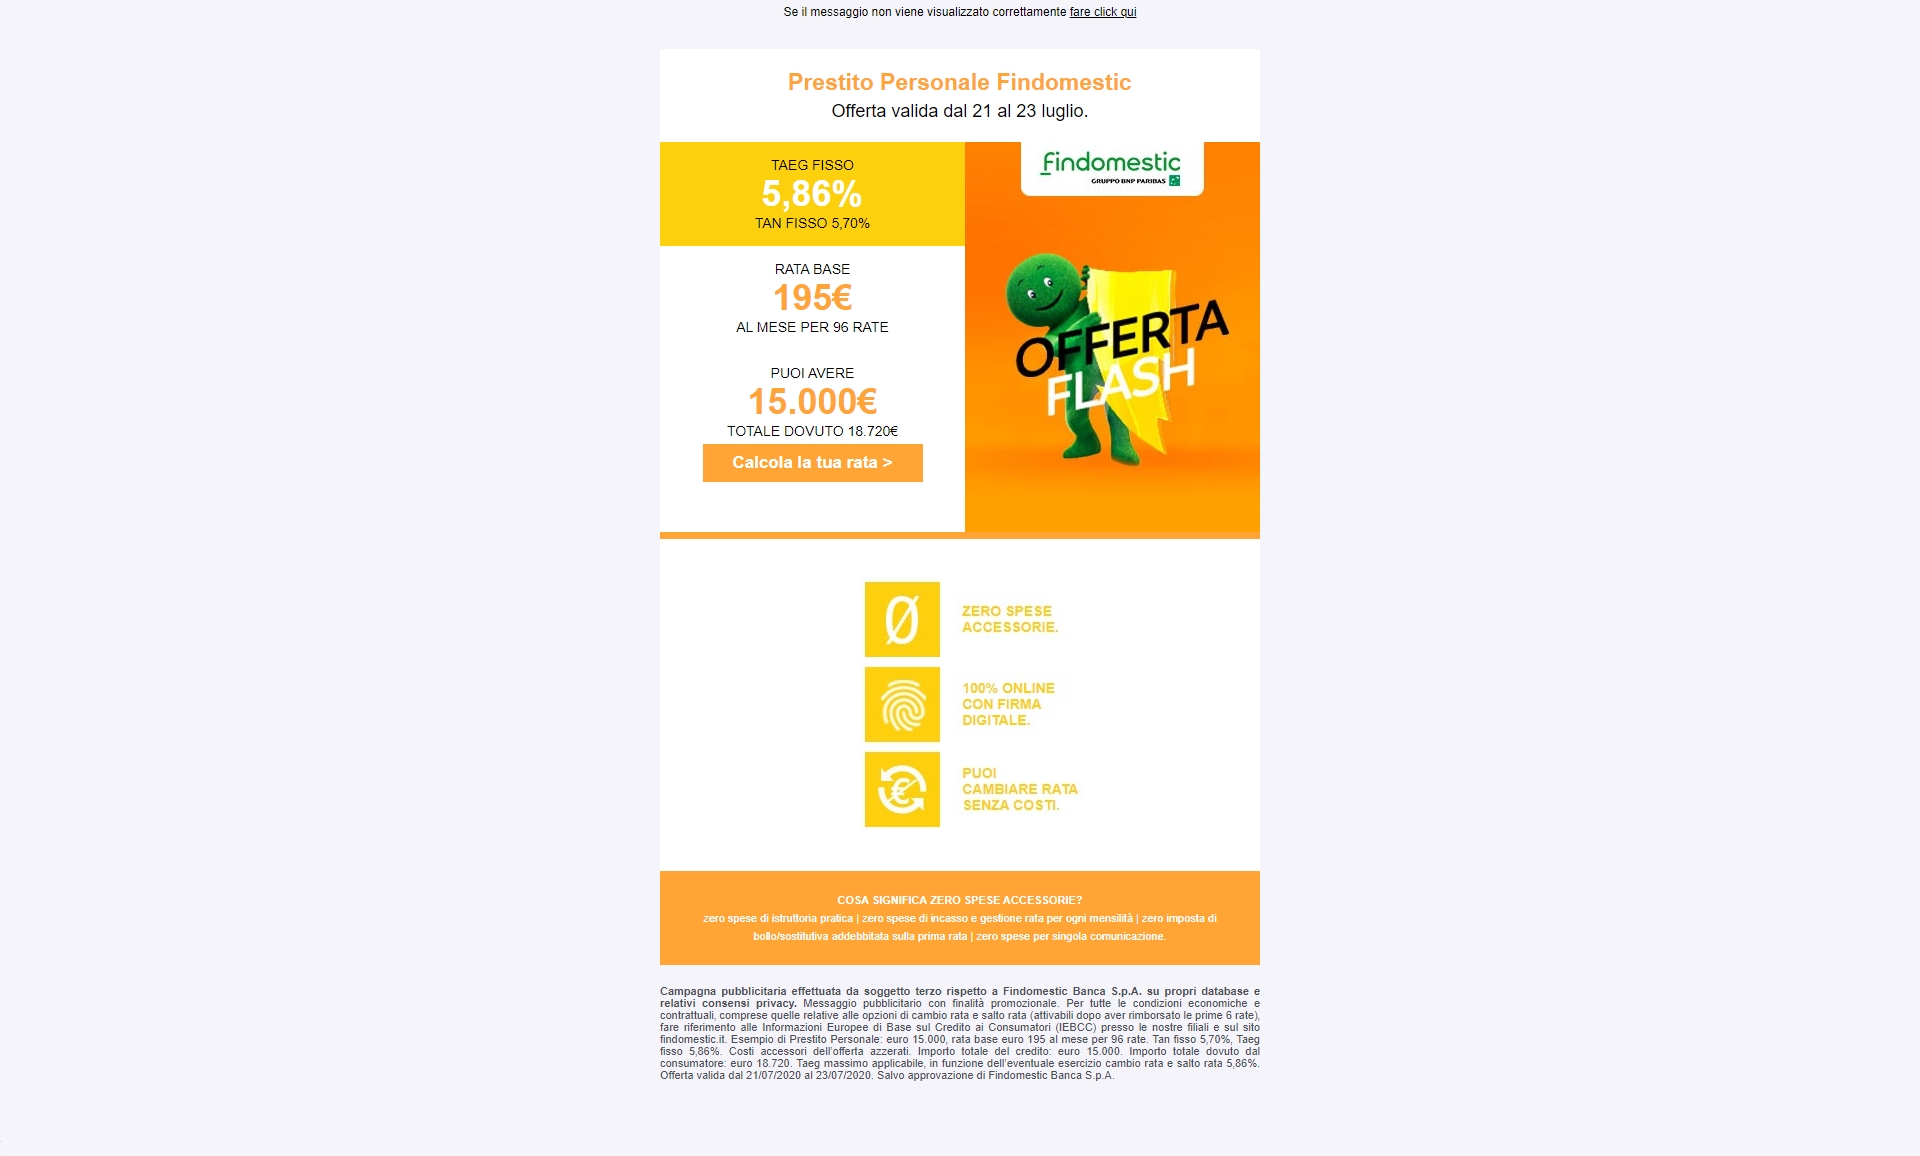 Se il messaggio non viene visualizzato correttamente fare click qui
Prestito Personale Findomestic
Offerta valida dal 21 al 23 luglio.
TAEG FISSO
5,86%
TAN FISSO 5,70%
RATA BASE
195€
AL MESE PER 96 RATE
PUOI AVERE
15.000€
TOTALE DOVUTO 18.720€
Calcola la tua rata >
findomestic
GRUPPO BNP PARIBAS
OFFERTA
FLASH
ZERO SPESE
ACCESSORIE.
100% ONLINE
CON FIRMA
DIGITALE.
PUOI
CAMBIARE RATA
SENZA COSTI.
COSA SIGNIFICA ZERO SPESE ACCESSORIE?
zero spese di istruttoria pratica | zero spese di incasso e gestione rata per ogni mensilità | zero imposta di
bollo/sostitutiva addebbitata sulla prima rata | zero spese per singola comunicazione.
Campagna pubblicitaria effettuata da soggetto terzo rispetto a Findomestic Banca S.p.A. su propri database e
relativi consensi privacy. Messaggio pubblicitario con finalità promozionale. Per tutte le condizioni economiche e
contrattuali, comprese quelle relative alle opzioni di cambio rata e salto rata (attivabili dopo aver rimborsato le prime 6 rate),
fare riferimento alle Informazioni Europee di Base sul Credito ai Consumatori (IEBCC) presso le nostre filiali e sul sito
findomestic.it. Esempio di Prestito Personale: euro 15.000, rata base euro 195 al mese per 96 rate. Tan fisso 5,70%, Taeg
fisso 5,86%. Costi accessori dell'offerta azzerati. Importo totale del credito: euro 15.000. Importo totale dovuto dal
consumatore: euro 18.720. Taeg massimo applicabile, in funzione dell'eventuale esercizio cambio rata e salto rata 5,86%.
Offerta valida dal 21/07/2020 al 23/07/2020. Salvo approvazione di Findomestic Banca S.p.A.